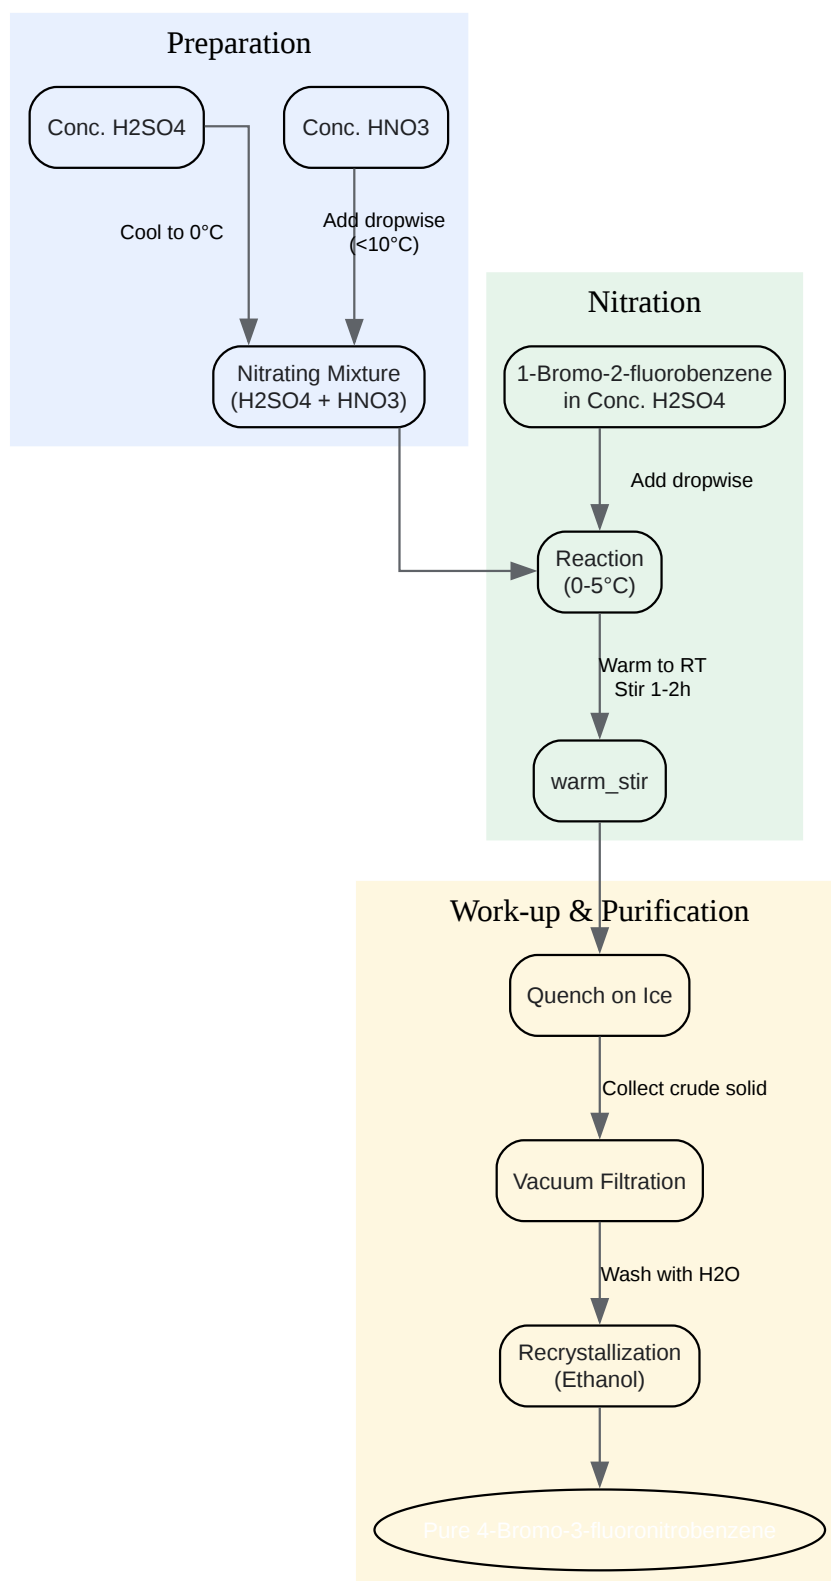 Preparation
Conc. H2SO4
Conc. HNO3
Cool to 0°C
Add dropwise
(<10°C)
Nitrating Mixture
(H2SO4 + HNO3)
Nitration
1-Bromo-2-fluorobenzene
in Conc. H2SO4
Add dropwise
Reaction
(0-5°C)
Warm to RT
Stir 1-2h
warm_stir
Work-up & Purification
Quench on Ice
Collect crude solid
Vacuum Filtration
Wash with H2O
Recrystallization
(Ethanol)
Pure 4-Bromo-3-fluoronitrobenzene